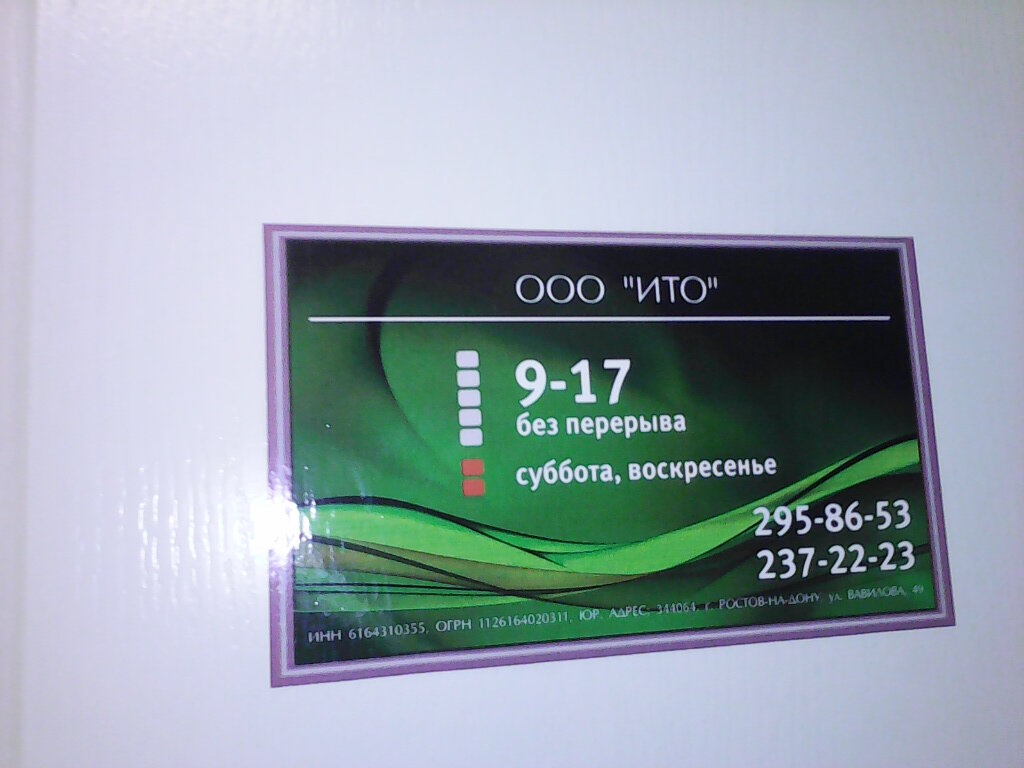 ООО "ИТО"
9-17
без перерыва
суббота, воскресенье
295-86-53
237-22-23
ИНН 6164310355, ОГРН 1126164020311, ЮР. АДРЕС: 344064, Г. РОСТОВ-НА-ДОНУ, ул. ВАВИЛОВА, 49